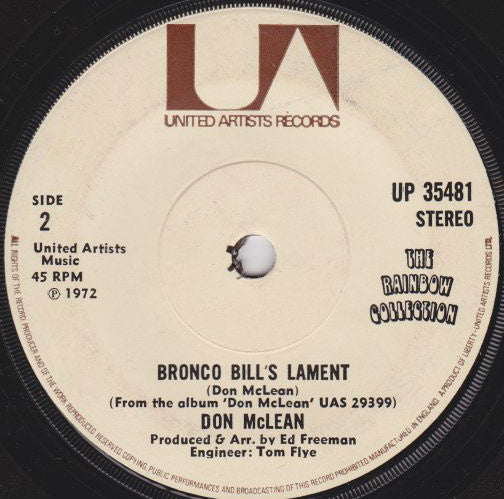 UA
UNITED ARTISTS RECORDS
SIDE
2
United Artists
Music
45 RPM
℗ 1972
UP 35481
STEREO
THE
RAINBOW
COLLECTION
BRONCO BILL'S LAMENT
(Don McLean)
(From the album 'Don McLean' UAS 29399)
DON McLEAN
Produced & Arr. by Ed Freeman
Engineer: Tom Flye
ALL RIGHTS OF THE RECORD PRODUCER AND OF THE OWNER OF THE WORK REPRODUCED RESERVED. COPYING, PUBLIC PERFORMANCES AND BROADCASTING OF THIS RECORD PROHIBITED. MANUFACTURED IN ENGLAND. A PRODUCT OF LIBERTY - UNITED ARTISTS RECORDS LTD.